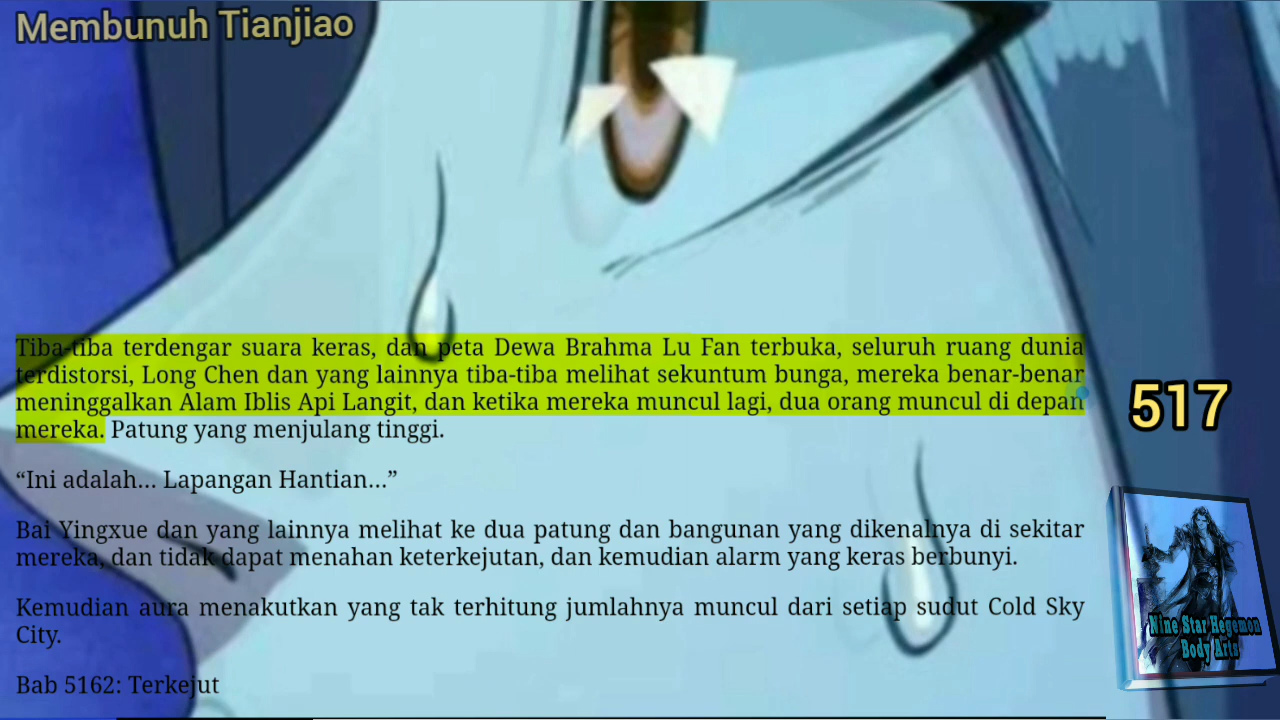 Membunuh Tianjiao
Tiba-tiba terdengar suara keras, dan peta Dewa Brahma Lu Fan terbuka, seluruh ruang dunia
terdistorsi, Long Chen dan yang lainnya tiba-tiba melihat sekuntum bunga, mereka benar-benar
meninggalkan Alam Iblis Api Langit, dan ketika mereka muncul lagi, dua orang muncul di depan
mereka. Patung yang menjulang tinggi.
“Ini adalah... Lapangan Hantian...”
Bai Yingxue dan yang lainnya melihat ke dua patung dan bangunan yang dikenalnya di sekitar
mereka, dan tidak dapat menahan keterkejutan, dan kemudian alarm yang keras berbunyi.
Kemudian aura menakutkan yang tak terhitung jumlahnya muncul dari setiap sudut Cold Sky
City.
Bab 5162: Terkejut
517
Nine Star Hegemon
Body Arts